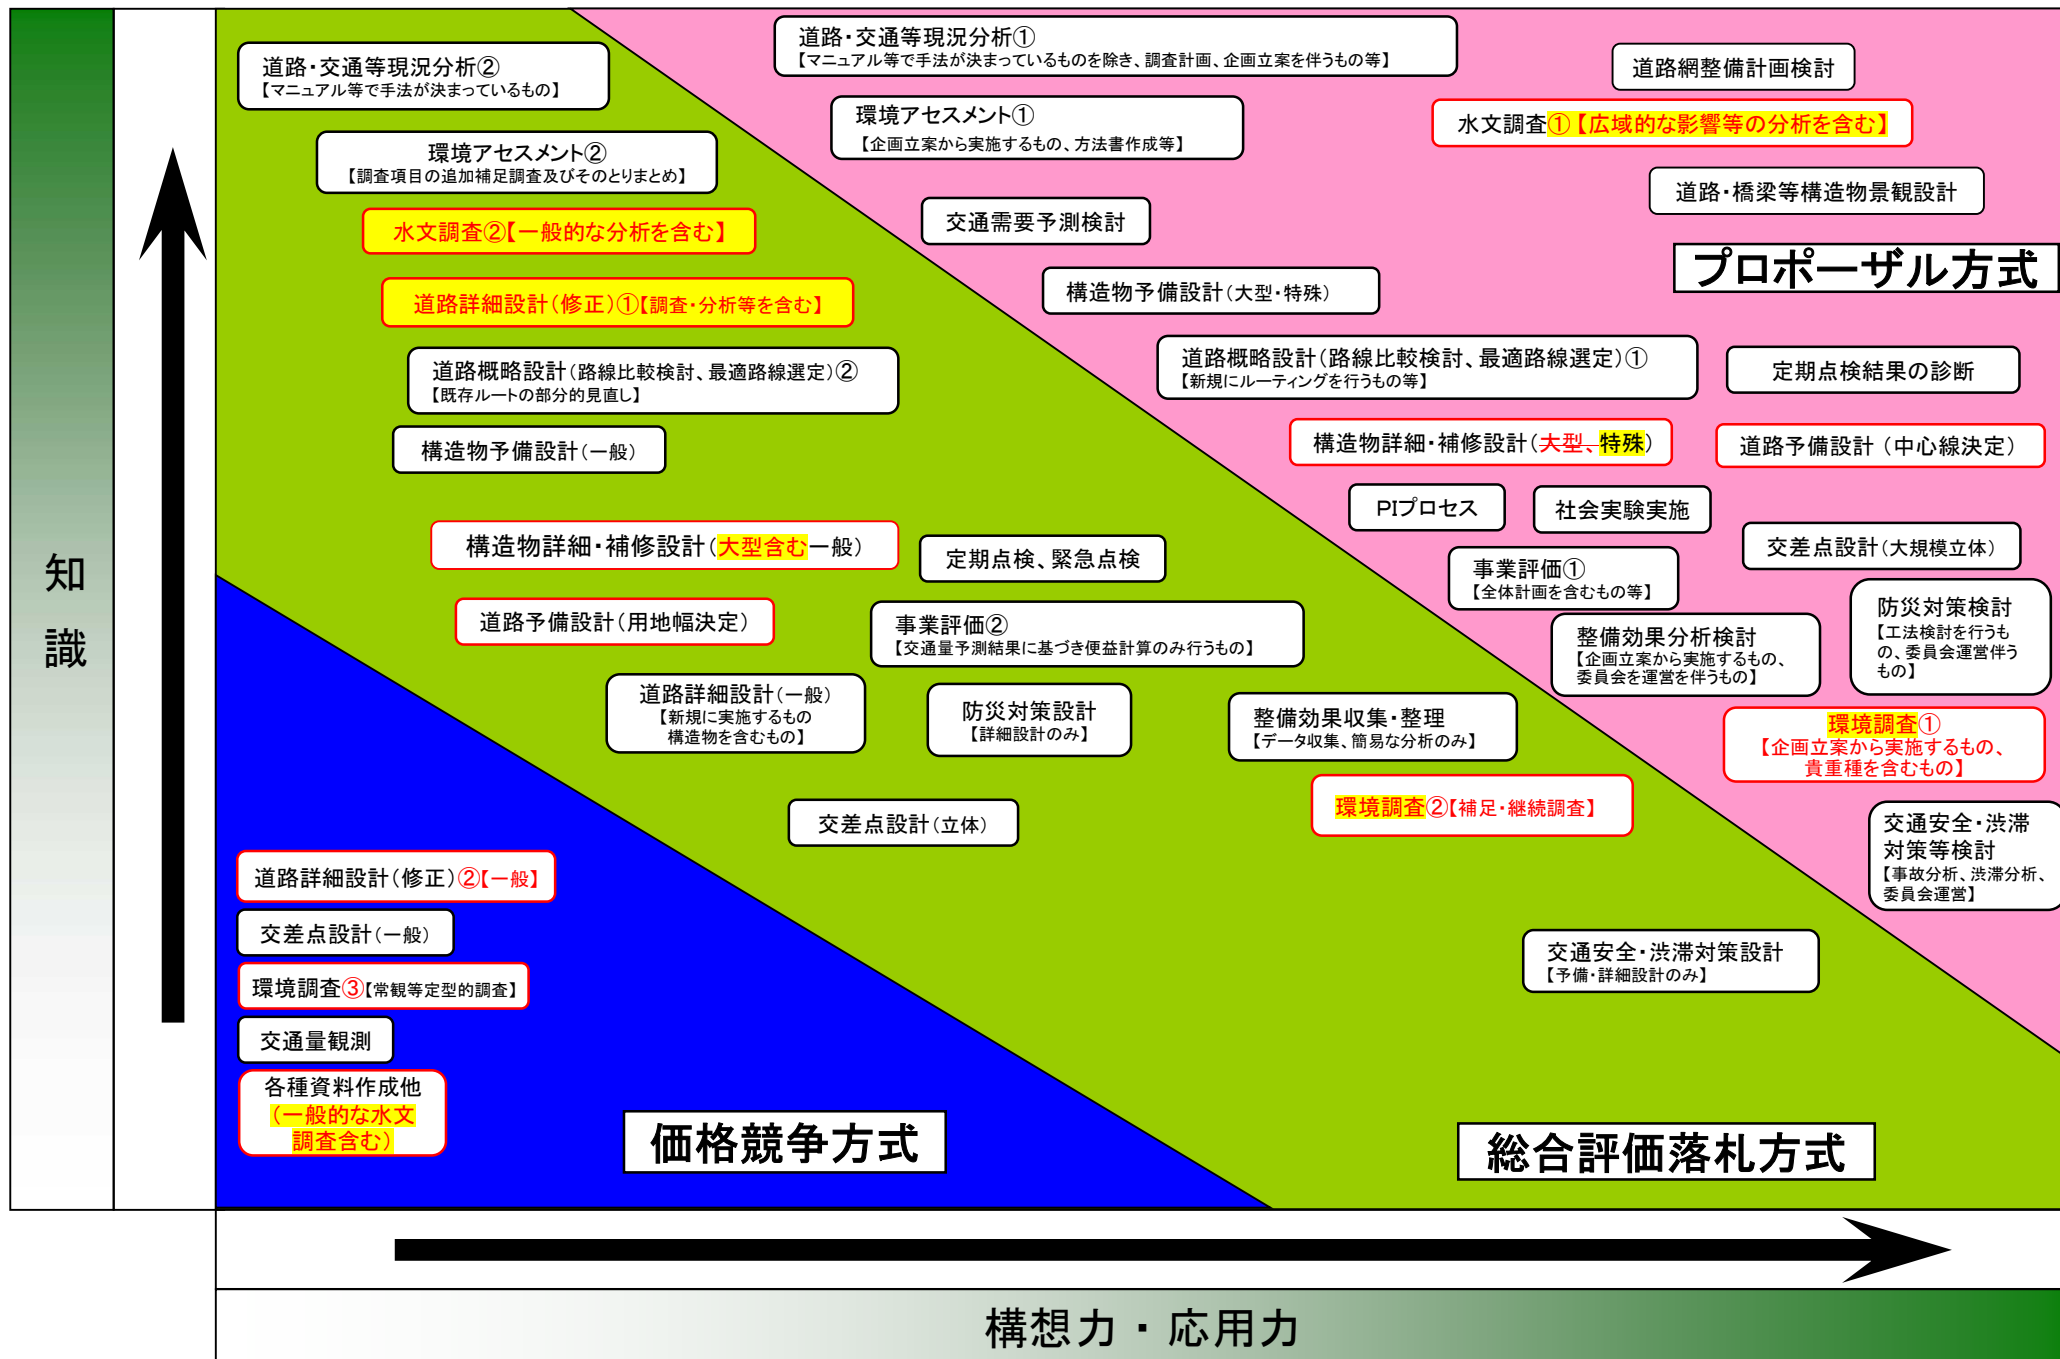 道路・交通等現況分析②
【マニュアル等で手法が決まっているもの】
環境アセスメント②
【調査項目の追加補足調査及びそのとりまとめ】
水文調査②【一般的な分析を含む】
道路詳細設計（修正）①【調査・分析等を含む】
道路概略設計（路線比較検討、最適路線選定）②
【既存ルートの部分的見直し】
構造物予備設計（一般）
構造物詳細・補修設計（大型含む一般）
定期点検、緊急点検
道路予備設計（用地幅決定）
事業評価②
【交通量予測結果に基づき便益計算のみ行うもの】
道路詳細設計（一般）
【新規に実施するもの
構造物を含むもの】
防災対策設計
【詳細設計のみ】
整備効果収集・整理
【データ収集、簡易な分析のみ】
環境調査②【補足・継続調査】
交差点設計（立体）
交通安全・渋滞対策設計
【予備・詳細設計のみ】
総合評価落札方式
道路・交通等現況分析①
【マニュアル等で手法が決まっているものを除き、調査計画、企画立案を伴うもの等】
環境アセスメント①
【企画立案から実施するもの、方法書作成等】
道路網整備計画検討
水文調査①【広域的な影響等の分析を含む】
道路・橋梁等構造物景観設計
交通需要予測検討
プロポーザル方式
構造物予備設計（大型・特殊）
道路概略設計（路線比較検討、最適路線選定）①
【新規にルーティングを行うもの等】
定期点検結果の診断
構造物詳細・補修設計（大型、特殊）
道路予備設計（中心線決定）
PIプロセス
社会実験実施
交差点設計（大規模立体）
事業評価①
【全体計画を含むもの等】
防災対策検討
【工法検討を行うも
の、委員会運営伴う
もの】
整備効果分析検討
【企画立案から実施するもの、
委員会を運営を伴うもの】
環境調査①
【企画立案から実施するもの、
貴重種を含むもの】
交通安全・渋滞
対策等検討
【事故分析、渋滞分析、
委員会運営】
道路詳細設計（修正）②【一般】
交差点設計（一般）
環境調査③【常観等定型的調査】
交通量観測
各種資料作成他
（一般的な水文
調査含む）
価格競争方式
知
識
構想力・応用力